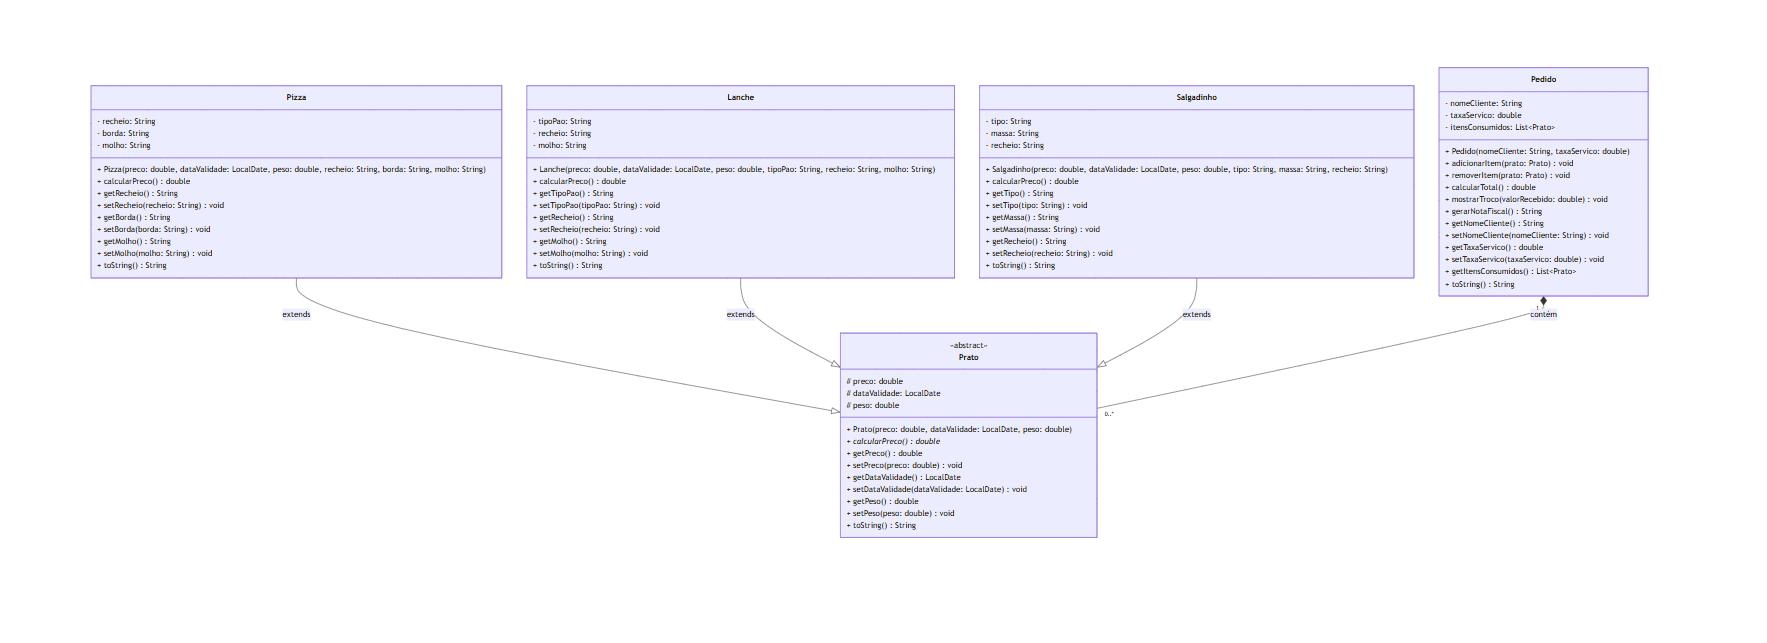 Pizza
- recheio: String
- borda: String
- molho: String
+ Pizza(preco: double, dataValidade: LocalDate, peso: double, recheio: String, borda: String, molho: String)
+ calcularPreco() : double
+ getRecheio() : String
+ setRecheio(recheio: String) : void
+ getBorda() : String
+ setBorda(borda: String) : void
+ getMolho() : String
+ setMolho(molho: String) : void
+ toString() : String
Lanche
- tipoPao: String
- recheio: String
- molho: String
+ Lanche(preco: double, dataValidade: LocalDate, peso: double, tipoPao: String, recheio: String, molho: String)
+ calcularPreco() : double
+ getTipoPao() : String
+ setTipoPao(tipoPao: String) : void
+ getRecheio() : String
+ setRecheio(recheio: String) : void
+ getMolho() : String
+ setMolho(molho: String) : void
+ toString() : String
Salgadinho
- tipo: String
- massa: String
- recheio: String
+ Salgadinho(preco: double, dataValidade: LocalDate, peso: double, tipo: String, massa: String, recheio: String)
+ calcularPreco() : double
+ getTipo() : String
+ setTipo(tipo: String) : void
+ getMassa() : String
+ setMassa(massa: String) : void
+ getRecheio() : String
+ setRecheio(recheio: String) : void
+ toString() : String
Pedido
- nomeCliente: String
- taxaServico: double
- itensConsumidos: List<Prato>
+ Pedido(nomeCliente: String, taxaServico: double)
+ adicionarItem(prato: Prato) : void
+ removerItem(prato: Prato) : void
+ calcularTotal() : double
+ mostrarTroco(valorRecebido: double) : void
+ gerarNotaFiscal() : String
+ getNomeCliente() : String
+ setNomeCliente(nomeCliente: String) : void
+ getTaxaServico() : double
+ setTaxaServico(taxaServico: double) : void
+ getItensConsumidos() : List<Prato>
+ toString() : String
extends
extends
extends
1
contém
«abstract»
Prato
# preco: double
# dataValidade: LocalDate
# peso: double
+ Prato(preco: double, dataValidade: LocalDate, peso: double)
+ calcularPreco() : double
+ getPreco() : double
+ setPreco(preco: double) : void
+ getDataValidade() : LocalDate
+ setDataValidade(dataValidade: LocalDate) : void
+ getPeso() : double
+ setPeso(peso: double) : void
+ toString() : String
0..*